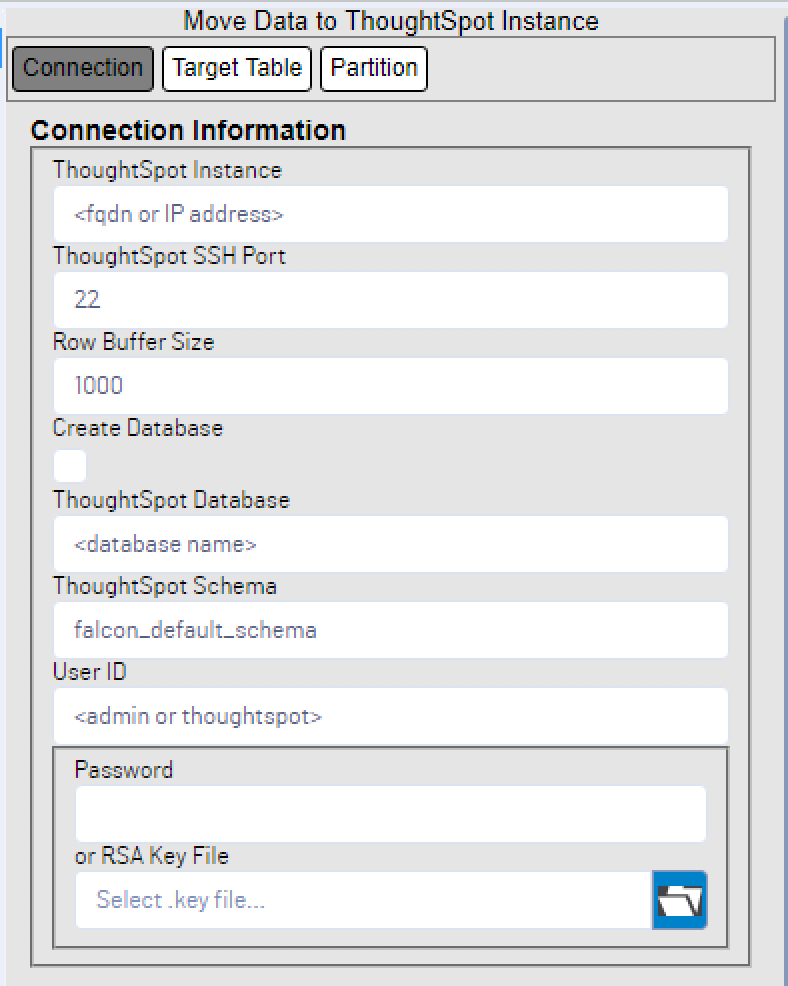 Move Data to ThoughtSpot Instance
Connection Target Table Partition
Connection Information
ThoughtSpot Instance
<fqdn or IP address>
ThoughtSpot SSH Port
22
Row Buffer Size
1000
Create Database
ThoughtSpot Database
<database name>
ThoughtSpot Schema
falcon_default_schema
User ID
<admin or thoughtspot>
Password
or RSA Key File
Select .key file...